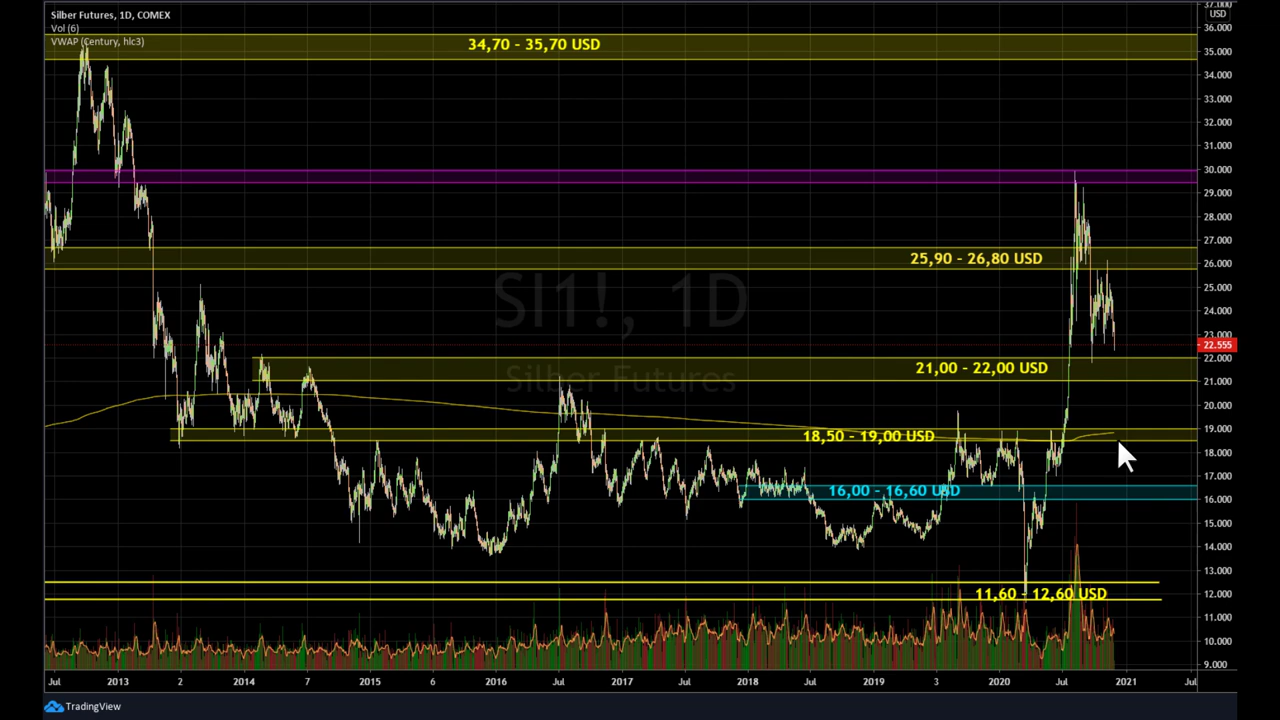 Silber Futures, 1D, COMEX
Vol (6)
VWAP (Century, hlc3)
37.000
USD
36.000
35.000
34.000
33.000
32.000
31.000
30.000
29.000
28.000
27.000
26.000
25.000
24.000
23.000
22.555
22.000
21.000
20.000
19.000
18.000
17.000
16.000
15.000
14.000
13.000
12.000
11.000
10.000
9.000
34,70 - 35,70 USD
25,90 - 26,80 USD
SI1!, 1D
Silber Futures
21,00 - 22,00 USD
18,50 - 19,00 USD
16,00 - 16,60 USD
11,60 - 12,60 USD
Jul 2013 2 2014 7 2015 6 2016 Jul 2017 Jul 2018 Jul 2019 3 2020 Jul 2021 Jul
TradingView